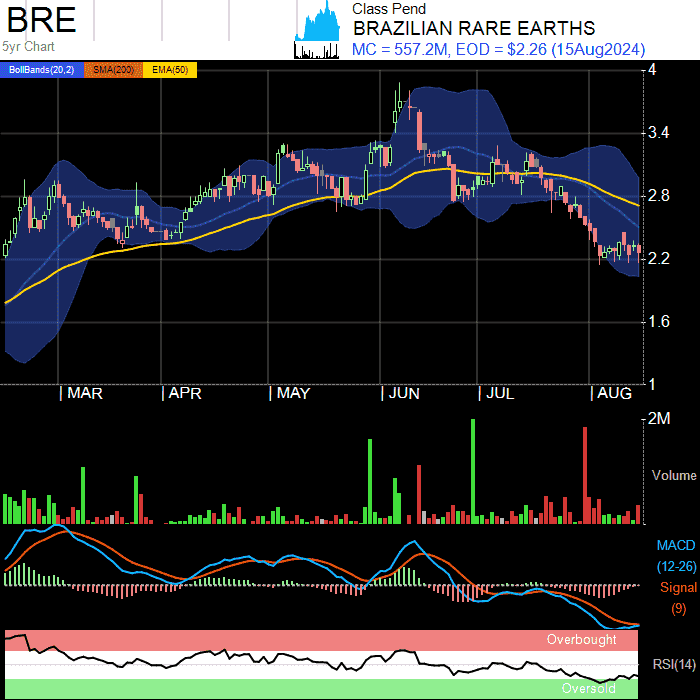 BRE
5yr Chart
Class Pend
BRAZILIAN RARE EARTHS
MC = 557.2M, EOD = $2.26 (15Aug2024)
BollBands(20,2) SMA(200) EMA(50)
4
3.4
2.8
2.2
1.6
1
MAR APR MAY JUN JUL AUG
2M
Volume
MACD
(12-26)
Signal
(9)
Overbought
RSI(14)
Oversold